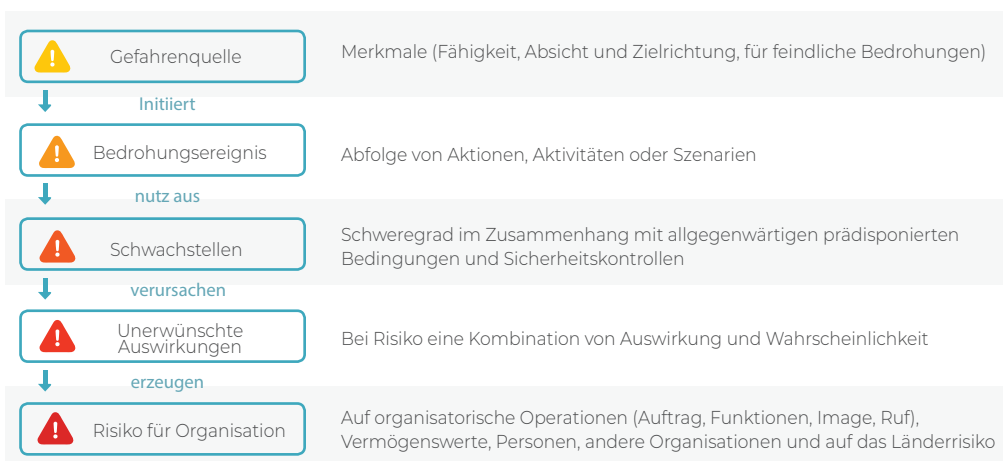 Gefahrenquelle
Merkmale (Fähigkeit, Absicht und Zielrichtung, für feindliche Bedrohungen)
Initiiert
Bedrohungsereignis
Abfolge von Aktionen, Aktivitäten oder Szenarien
nutz aus
Schwachstellen
Schweregrad im Zusammenhang mit allgegenwärtigen prädisponierten
Bedingungen und Sicherheitskontrollen
verursachen
Unerwünschte
Auswirkungen
Bei Risiko eine Kombination von Auswirkung und Wahrscheinlichkeit
erzeugen
Risiko für Organisation
Auf organisatorische Operationen (Auftrag, Funktionen, Image, Ruf),
Vermögenswerte, Personen, andere Organisationen und auf das Länderrisiko